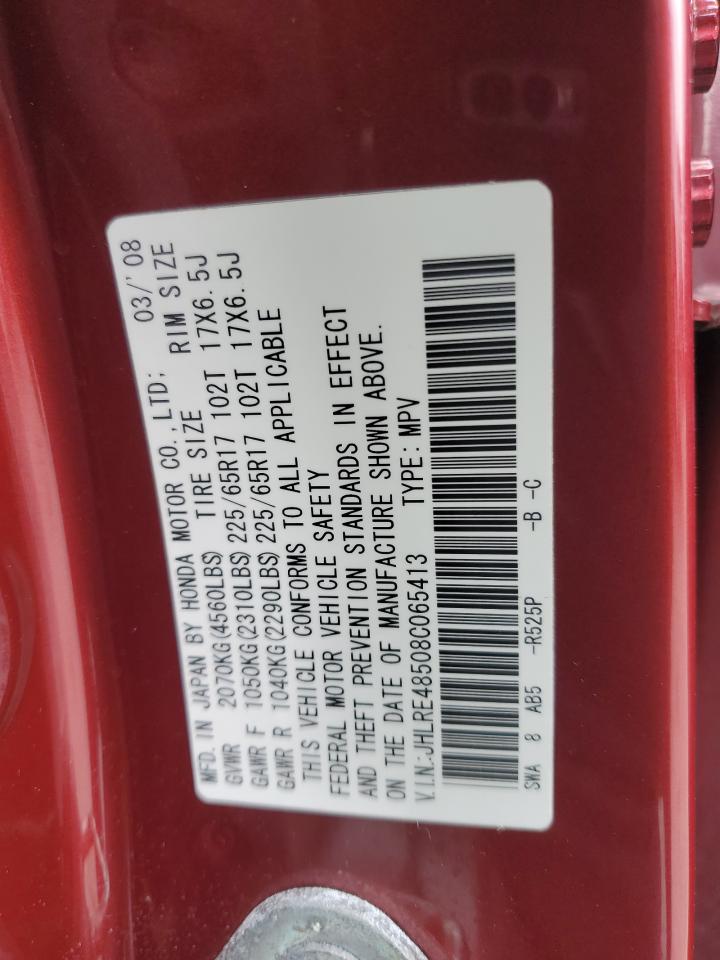 MFD. IN JAPAN BY HONDA MOTOR CO., LTD; 03/'08
GVWR 2070KG(4560LBS) TIRE SIZE RIM SIZE
GAWR F 1050KG(2310LBS) 225/65R17 102T 17X6.5J
GAWR R 1040KG(2290LBS) 225/65R17 102T 17X6.5J
THIS VEHICLE CONFORMS TO ALL APPLICABLE
FEDERAL MOTOR VEHICLE SAFETY
AND THEFT PREVENTION STANDARDS IN EFFECT
ON THE DATE OF MANUFACTURE SHOWN ABOVE.
V.I.N:JHLRE48508C065413 TYPE: MPV
SWA 8 AB5 -R525P -B -C